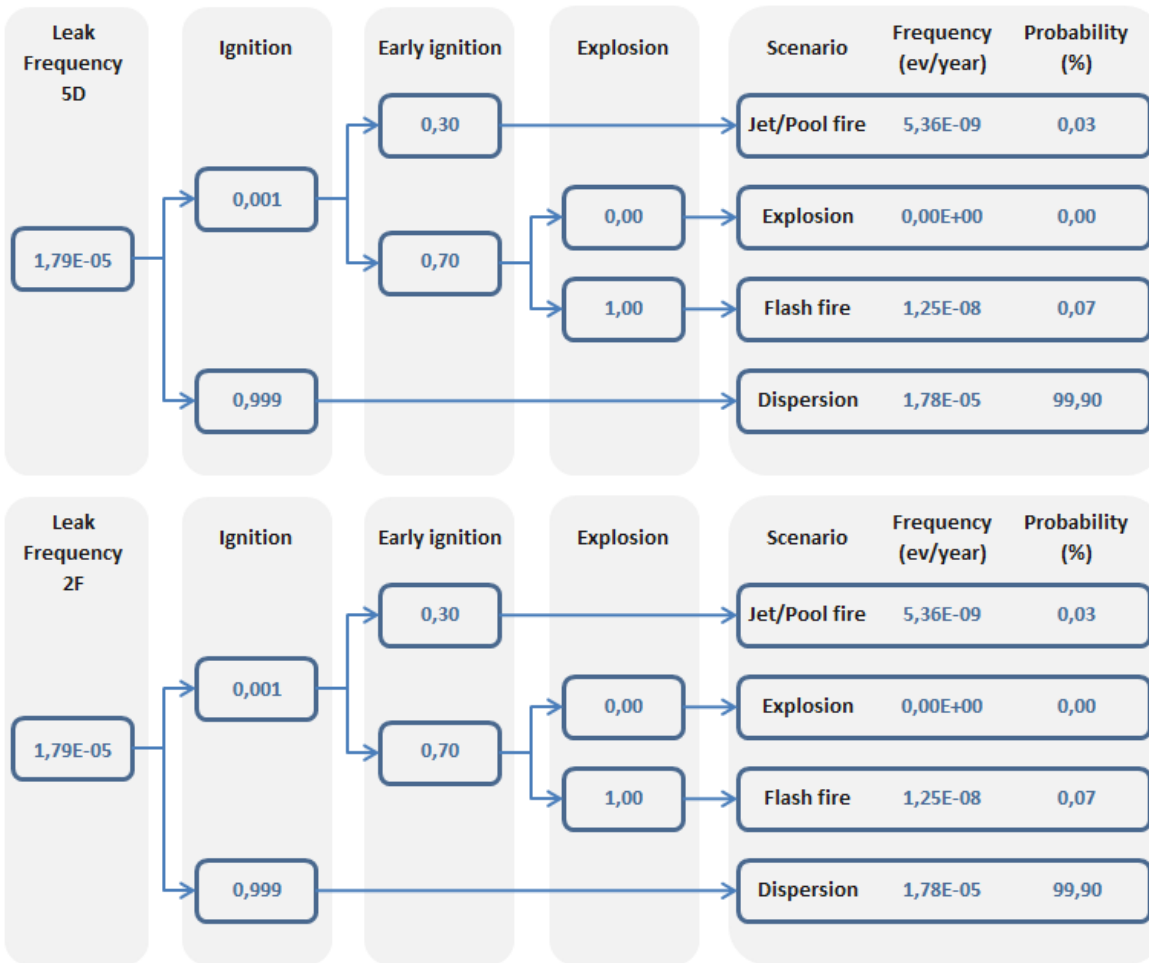 Leak
Frequency
5D
Ignition
Early ignition
Explosion
Scenario
Frequency
(ev/year)
Probability
(%)
1,79E-05
0,001
0,999
0,30
0,70
0,00
1,00
Jet/Pool fire 5,36E-09 0,03
Explosion 0,00E+00 0,00
Flash fire 1,25E-08 0,07
Dispersion 1,78E-05 99,90
Leak
Frequency
2F
Ignition
Early ignition
Explosion
Scenario
Frequency
(ev/year)
Probability
(%)
1,79E-05
0,001
0,999
0,30
0,70
0,00
1,00
Jet/Pool fire 5,36E-09 0,03
Explosion 0,00E+00 0,00
Flash fire 1,25E-08 0,07
Dispersion 1,78E-05 99,90